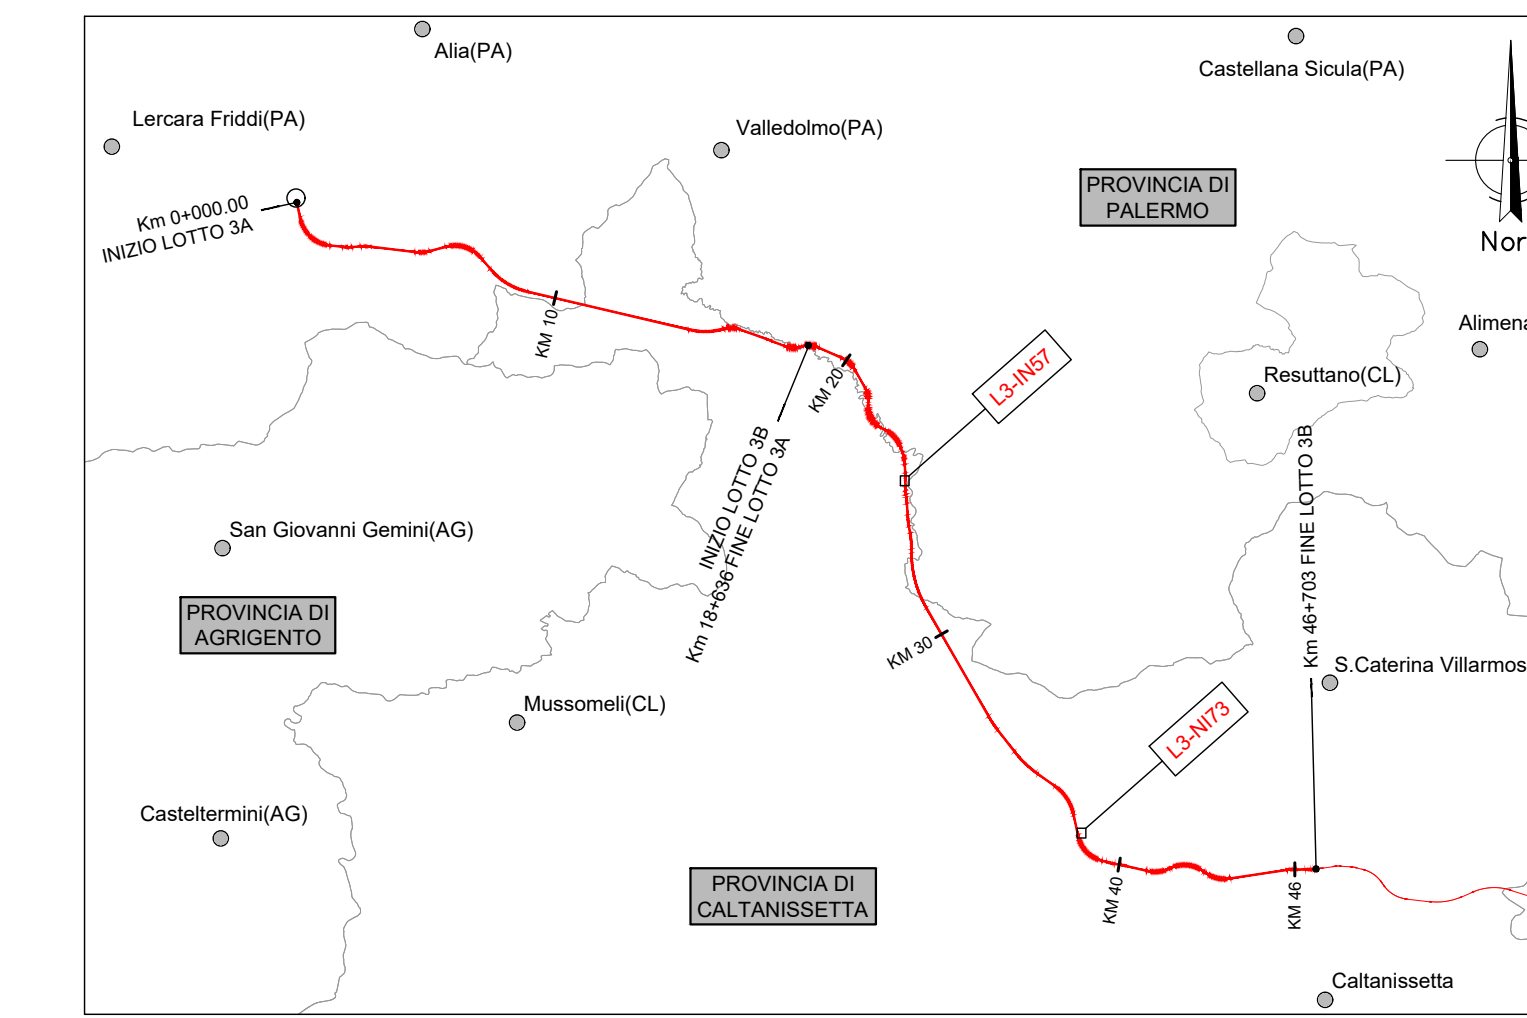 Alia(PA)
Castellana Sicula(PA)
Lercara Friddi(PA)
Valledolmo(PA)
PROVINCIA DI
PALERMO
Km 0+000.00
INIZIO LOTTO 3A
Nor
KM 10
Alimena
KM 20
L3-IN57
Resuttano(CL)
INIZIO LOTTO 3B
Km 18+636 FINE LOTTO 3A
Km 46+703 FINE LOTTO 3B
San Giovanni Gemini(AG)
PROVINCIA DI
AGRIGENTO
KM 30
S.Caterina Villarmos
Mussomeli(CL)
L3-NI73
Casteltermini(AG)
PROVINCIA DI
CALTANISSETTA
KM 40
KM 46
Caltanissetta